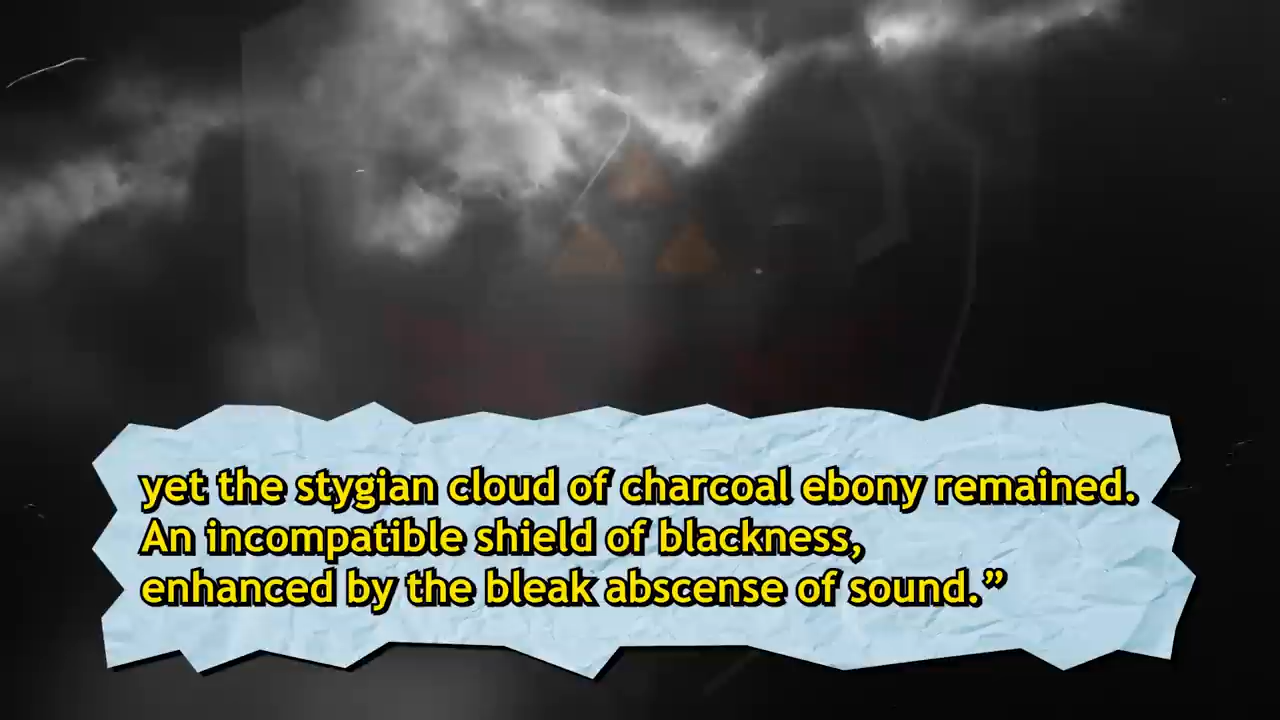 yet the stygian cloud of charcoal ebony remained.
An incompatible shield of blackness,
enhanced by the bleak abscense of sound.”